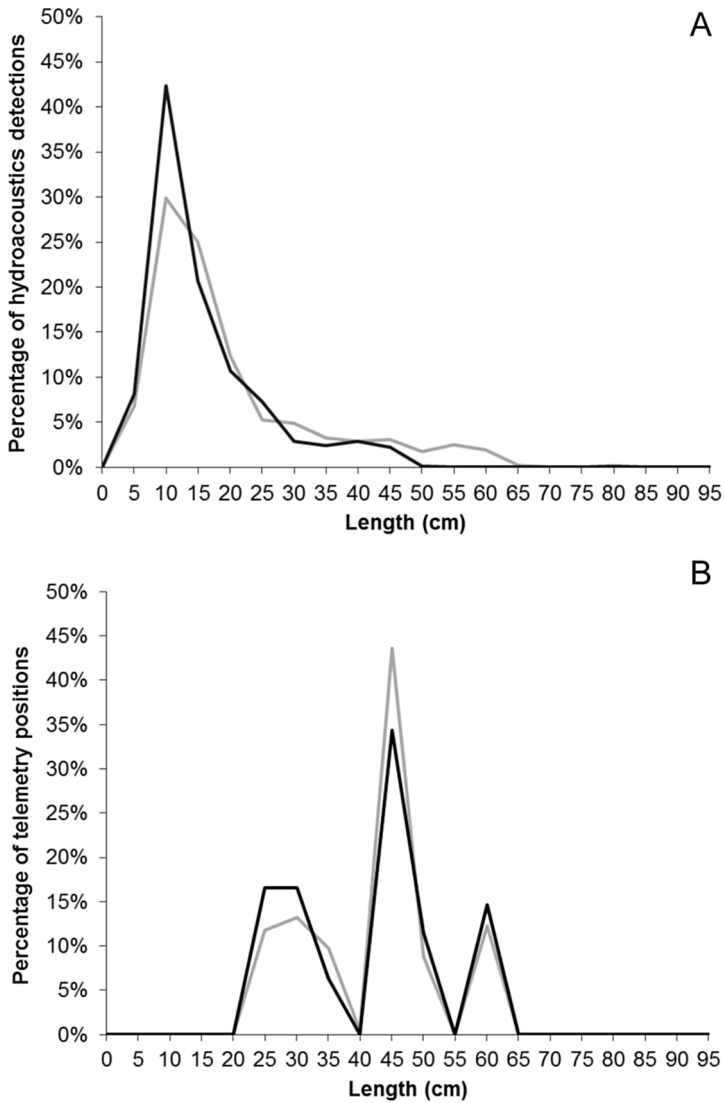 A
50%
45%
40%
35%
30%
25%
20%
15%
10%
5%
0%
Percentage of hydroacoustics detections
0 5 10 15 20 25 30 35 40 45 50 55 60 65 70 75 80 85 90 95
Length (cm)
B
50%
45%
40%
35%
30%
25%
20%
15%
10%
5%
0%
Percentage of telemetry positions
0 5 10 15 20 25 30 35 40 45 50 55 60 65 70 75 80 85 90 95
Length (cm)